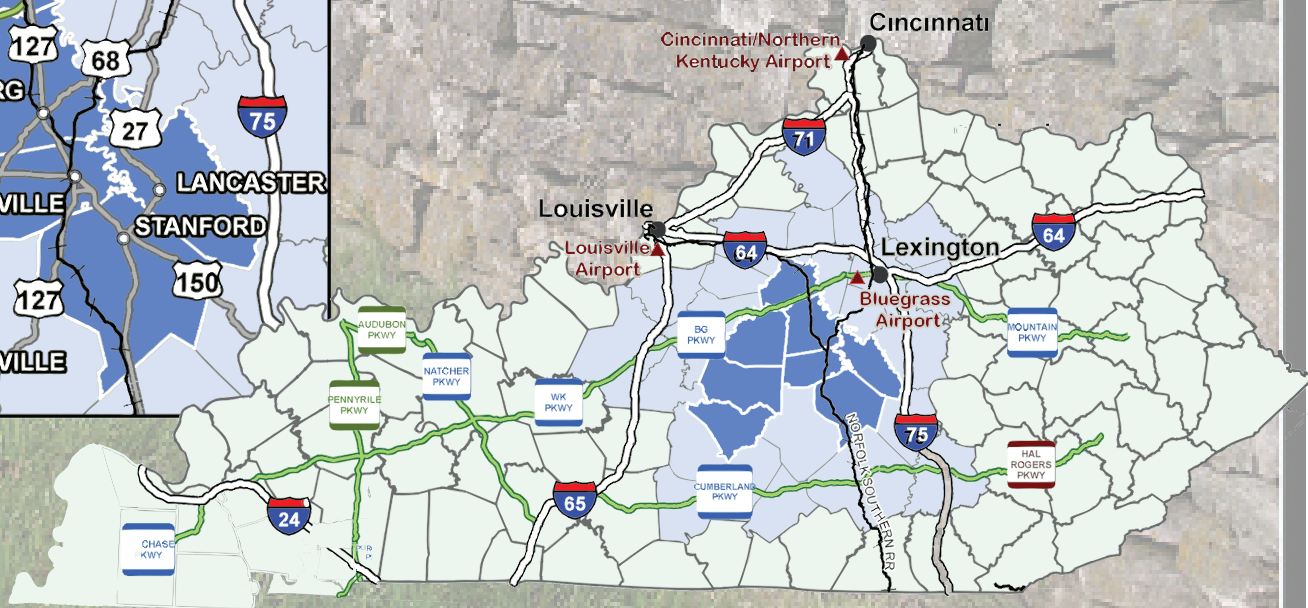 127
68
RG
27
75
LANCASTER
VILLE
STANFORD
150
127
VILLE
Cincinnati
Cincinnati/Northern
Kentucky Airport
71
Louisville
Louisville
Airport
64
Lexington
64
Bluegrass
Airport
AUDUBON
PKWY
BG
PKWY
MOUNTAIN
PKWY
NATCHER
PKWY
PENNYRILE
PKWY
WK
PKWY
75
NORFOLK SOUTHERN RR
HAL
ROGERS
PKWY
CUMBERLAND
PKWY
65
24
CHASE
KWY